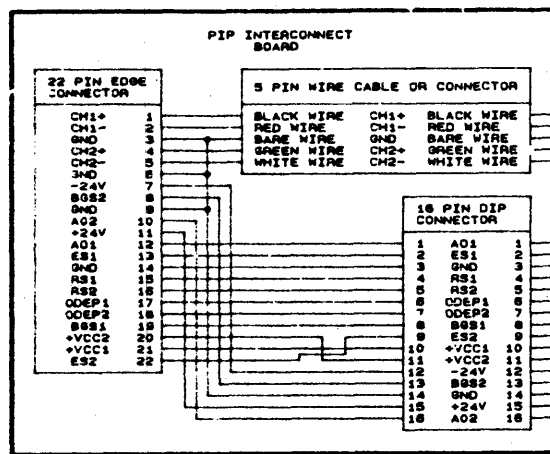 PIP INTERCONNECT
BOARD
22 PIN EDGE
CONNECTOR
CH1+ 1
CH1- 2
GND 3
CH2+ 4
CH2- 5
GND 6
-24V 7
BGS2 8
GND 9
AO2 10
+24V 11
AO1 12
ES1 13
GND 14
RS1 15
RS2 16
ODEP1 17
ODEP2 18
BGS1 19
+VCC2 20
+VCC1 21
ES2 22
5 PIN WIRE CABLE OR CONNECTOR
BLACK WIRE CH1+ BLACK WIRE
RED WIRE CH1- RED WIRE
BARE WIRE GND BARE WIRE
GREEN WIRE CH2+ GREEN WIRE
WHITE WIRE CH2- WHITE WIRE
16 PIN DIP
CONNECTOR
1 AO1 1
2 ES1 2
3 GND 3
4 RS1 4
5 RS2 5
6 ODEP1 6
7 ODEP2 7
8 BGS1 8
9 ES2 9
10 +VCC1 10
11 +VCC2 11
12 -24V 12
13 BGS2 13
14 GND 14
15 +24V 15
16 AO2 16